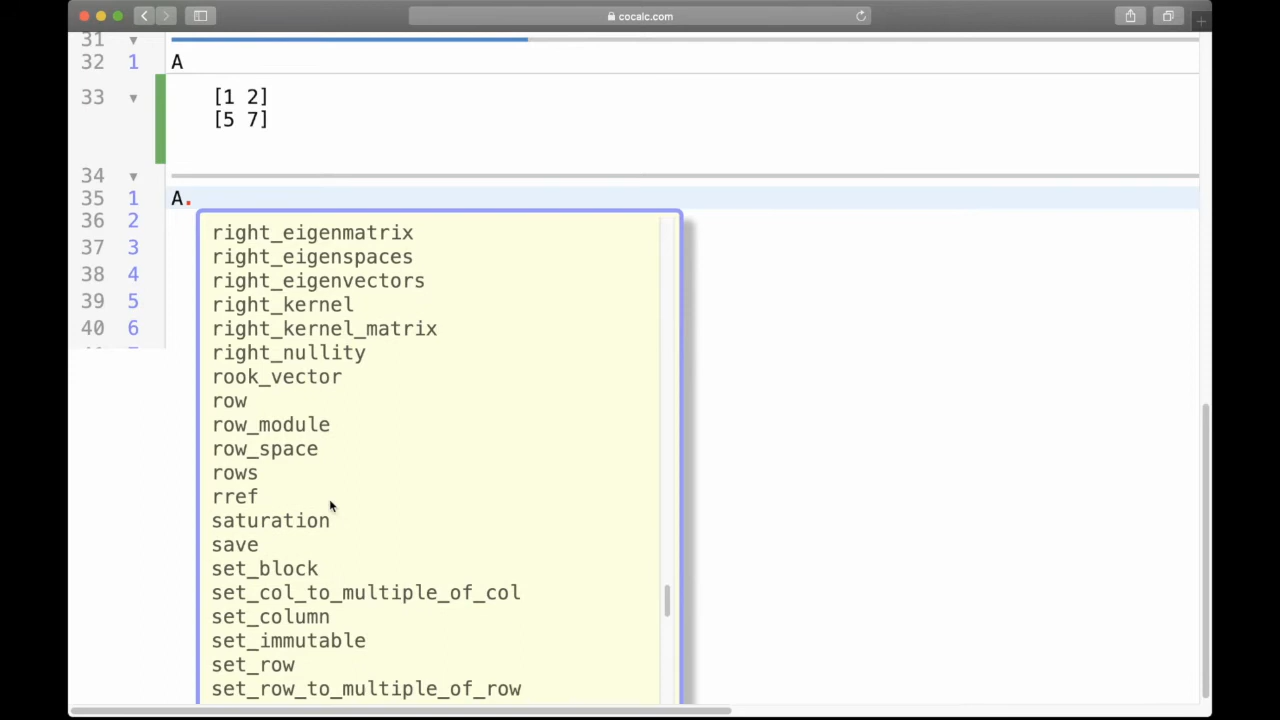 cocalc.com
31
32 1 A
33 [1 2]
[5 7]
34
35 1 A.
36 2
37 3
38 4
39 5
40 6
right_eigenmatrix
right_eigenspaces
right_eigenvectors
right_kernel
right_kernel_matrix
right_nullity
rook_vector
row
row_module
row_space
rows
rref
saturation
save
set_block
set_col_to_multiple_of_col
set_column
set_immutable
set_row
set_row_to_multiple_of_row